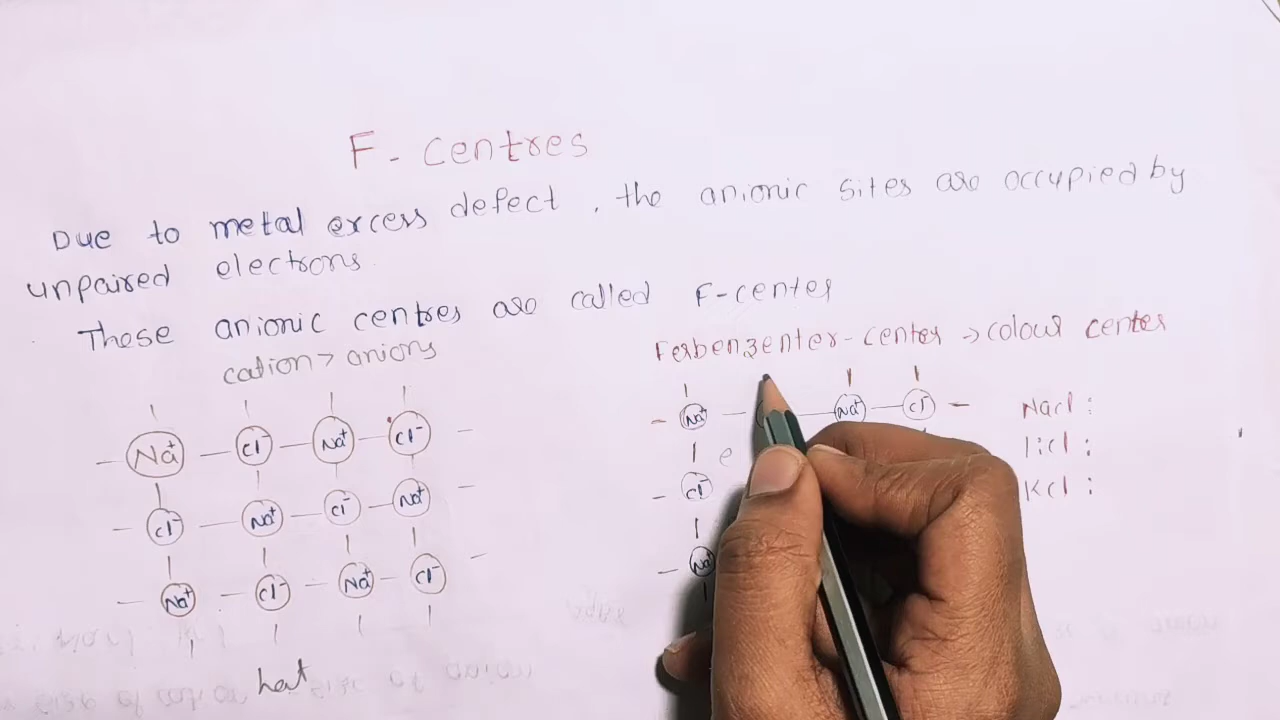 F - centres
Due to metal excess defect, the anionic sites are occupied by
unpaired electrons
These anionic centres are called F-center
cation > anions
Ferbenzenter-center → colour center
Na⁺ Cl⁻ Na⁺ Cl⁻
Cl⁻ Na⁺ Cl⁻ Na⁺
Na⁺ Cl⁻ Na⁺ Cl⁻
hat
Na⁺ Na⁺ Cl⁻
e
Cl⁻
Na⁺
Nacl :
licl :
Kcl :